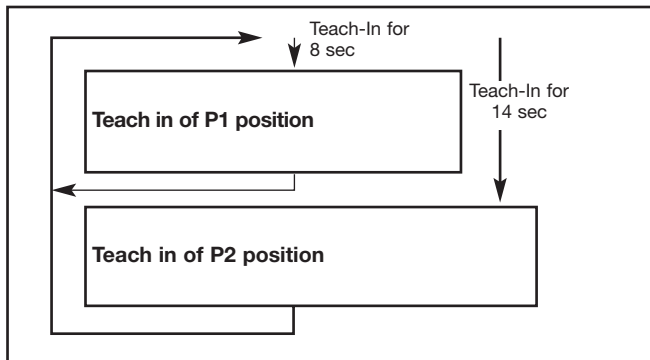 Teach-In for
8 sec
Teach-In for
14 sec
Teach in of P1 position
Teach in of P2 position